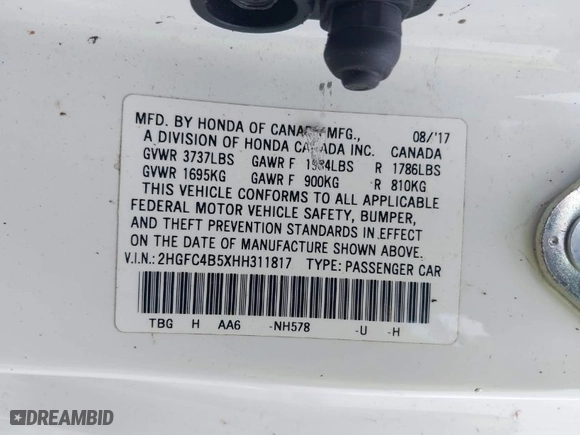 MFD. BY HONDA OF CANADA MFG., 08/'17
A DIVISION OF HONDA CANADA INC. CANADA
GVWR 3737LBS GAWR F 1984LBS R 1786LBS
GVWR 1695KG GAWR F 900KG R 810KG
THIS VEHICLE CONFORMS TO ALL APPLICABLE
FEDERAL MOTOR VEHICLE SAFETY, BUMPER,
AND THEFT PREVENTION STANDARDS IN EFFECT
ON THE DATE OF MANUFACTURE SHOWN ABOVE.
V.I.N.: 2HGFC4B5XHH311817 TYPE: PASSENGER CAR
TBG H AA6 -NH578 -U -H
DREAMBID